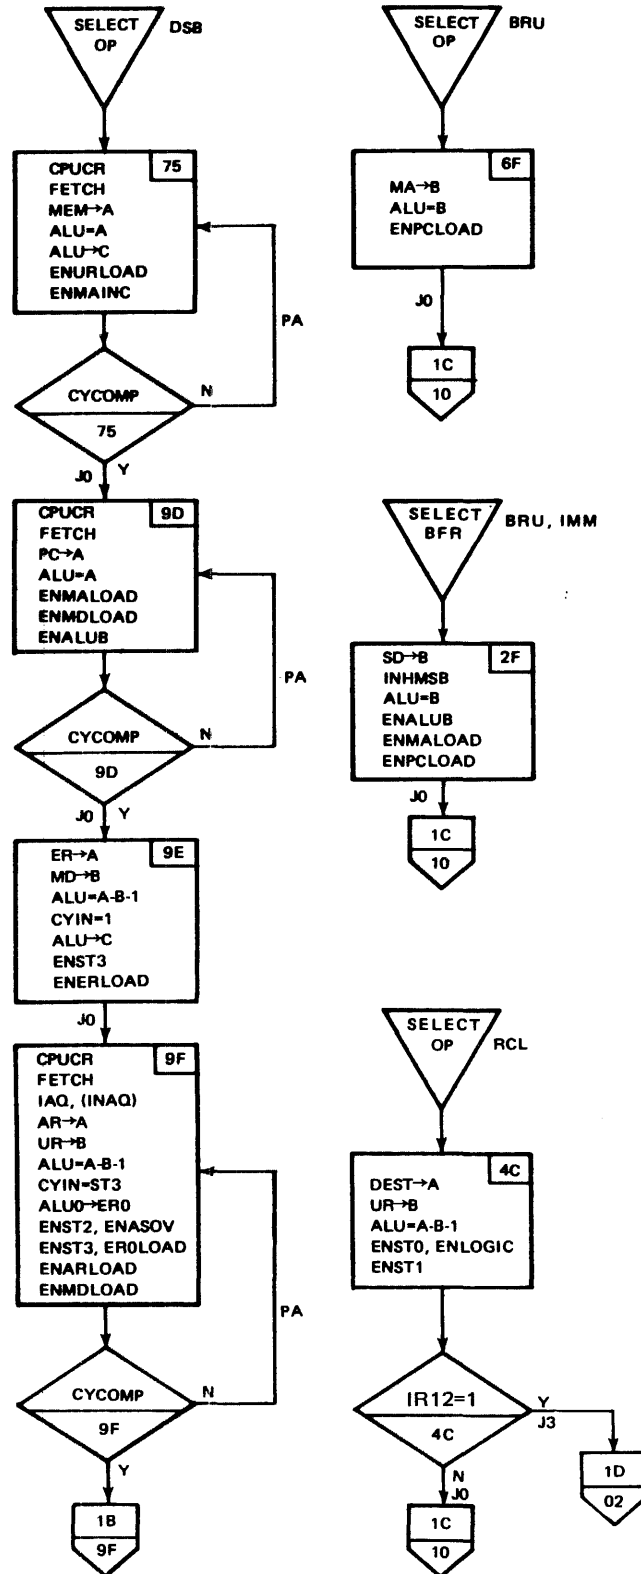 SELECT
OP
DSB
75
CPUCR
FETCH
MEM→A
ALU=A
ALU→C
ENURLOAD
ENMAINC
PA
CYCOMP
N
75
J0 Y
9D
CPUCR
FETCH
PC→A
ALU=A
ENMALOAD
ENMDLOAD
ENALUB
PA
CYCOMP
N
9D
J0 Y
9E
ER→A
MD→B
ALU=A-B-1
CYIN=1
ALU→C
ENST3
ENERLOAD
J0
9F
CPUCR
FETCH
IAQ, (INAQ)
AR→A
UR→B
ALU=A-B-1
CYIN=ST3
ALU0→ER0
ENST2, ENASOV
ENST3, ER0LOAD
ENARLOAD
ENMDLOAD
PA
CYCOMP
N
9F
Y
1B
9F
SELECT
OP
BRU
6F
MA→B
ALU=B
ENPCLOAD
J0
1C
10
SELECT
BFR
BRU, IMM
2F
SD→B
INHMSB
ALU=B
ENALUB
ENMALOAD
ENPCLOAD
J0
1C
10
SELECT
OP
RCL
4C
DEST→A
UR→B
ALU=A-B-1
ENST0, ENLOGIC
ENST1
IR12=1
Y
J3
4C
N
J0
1D
02
1C
10